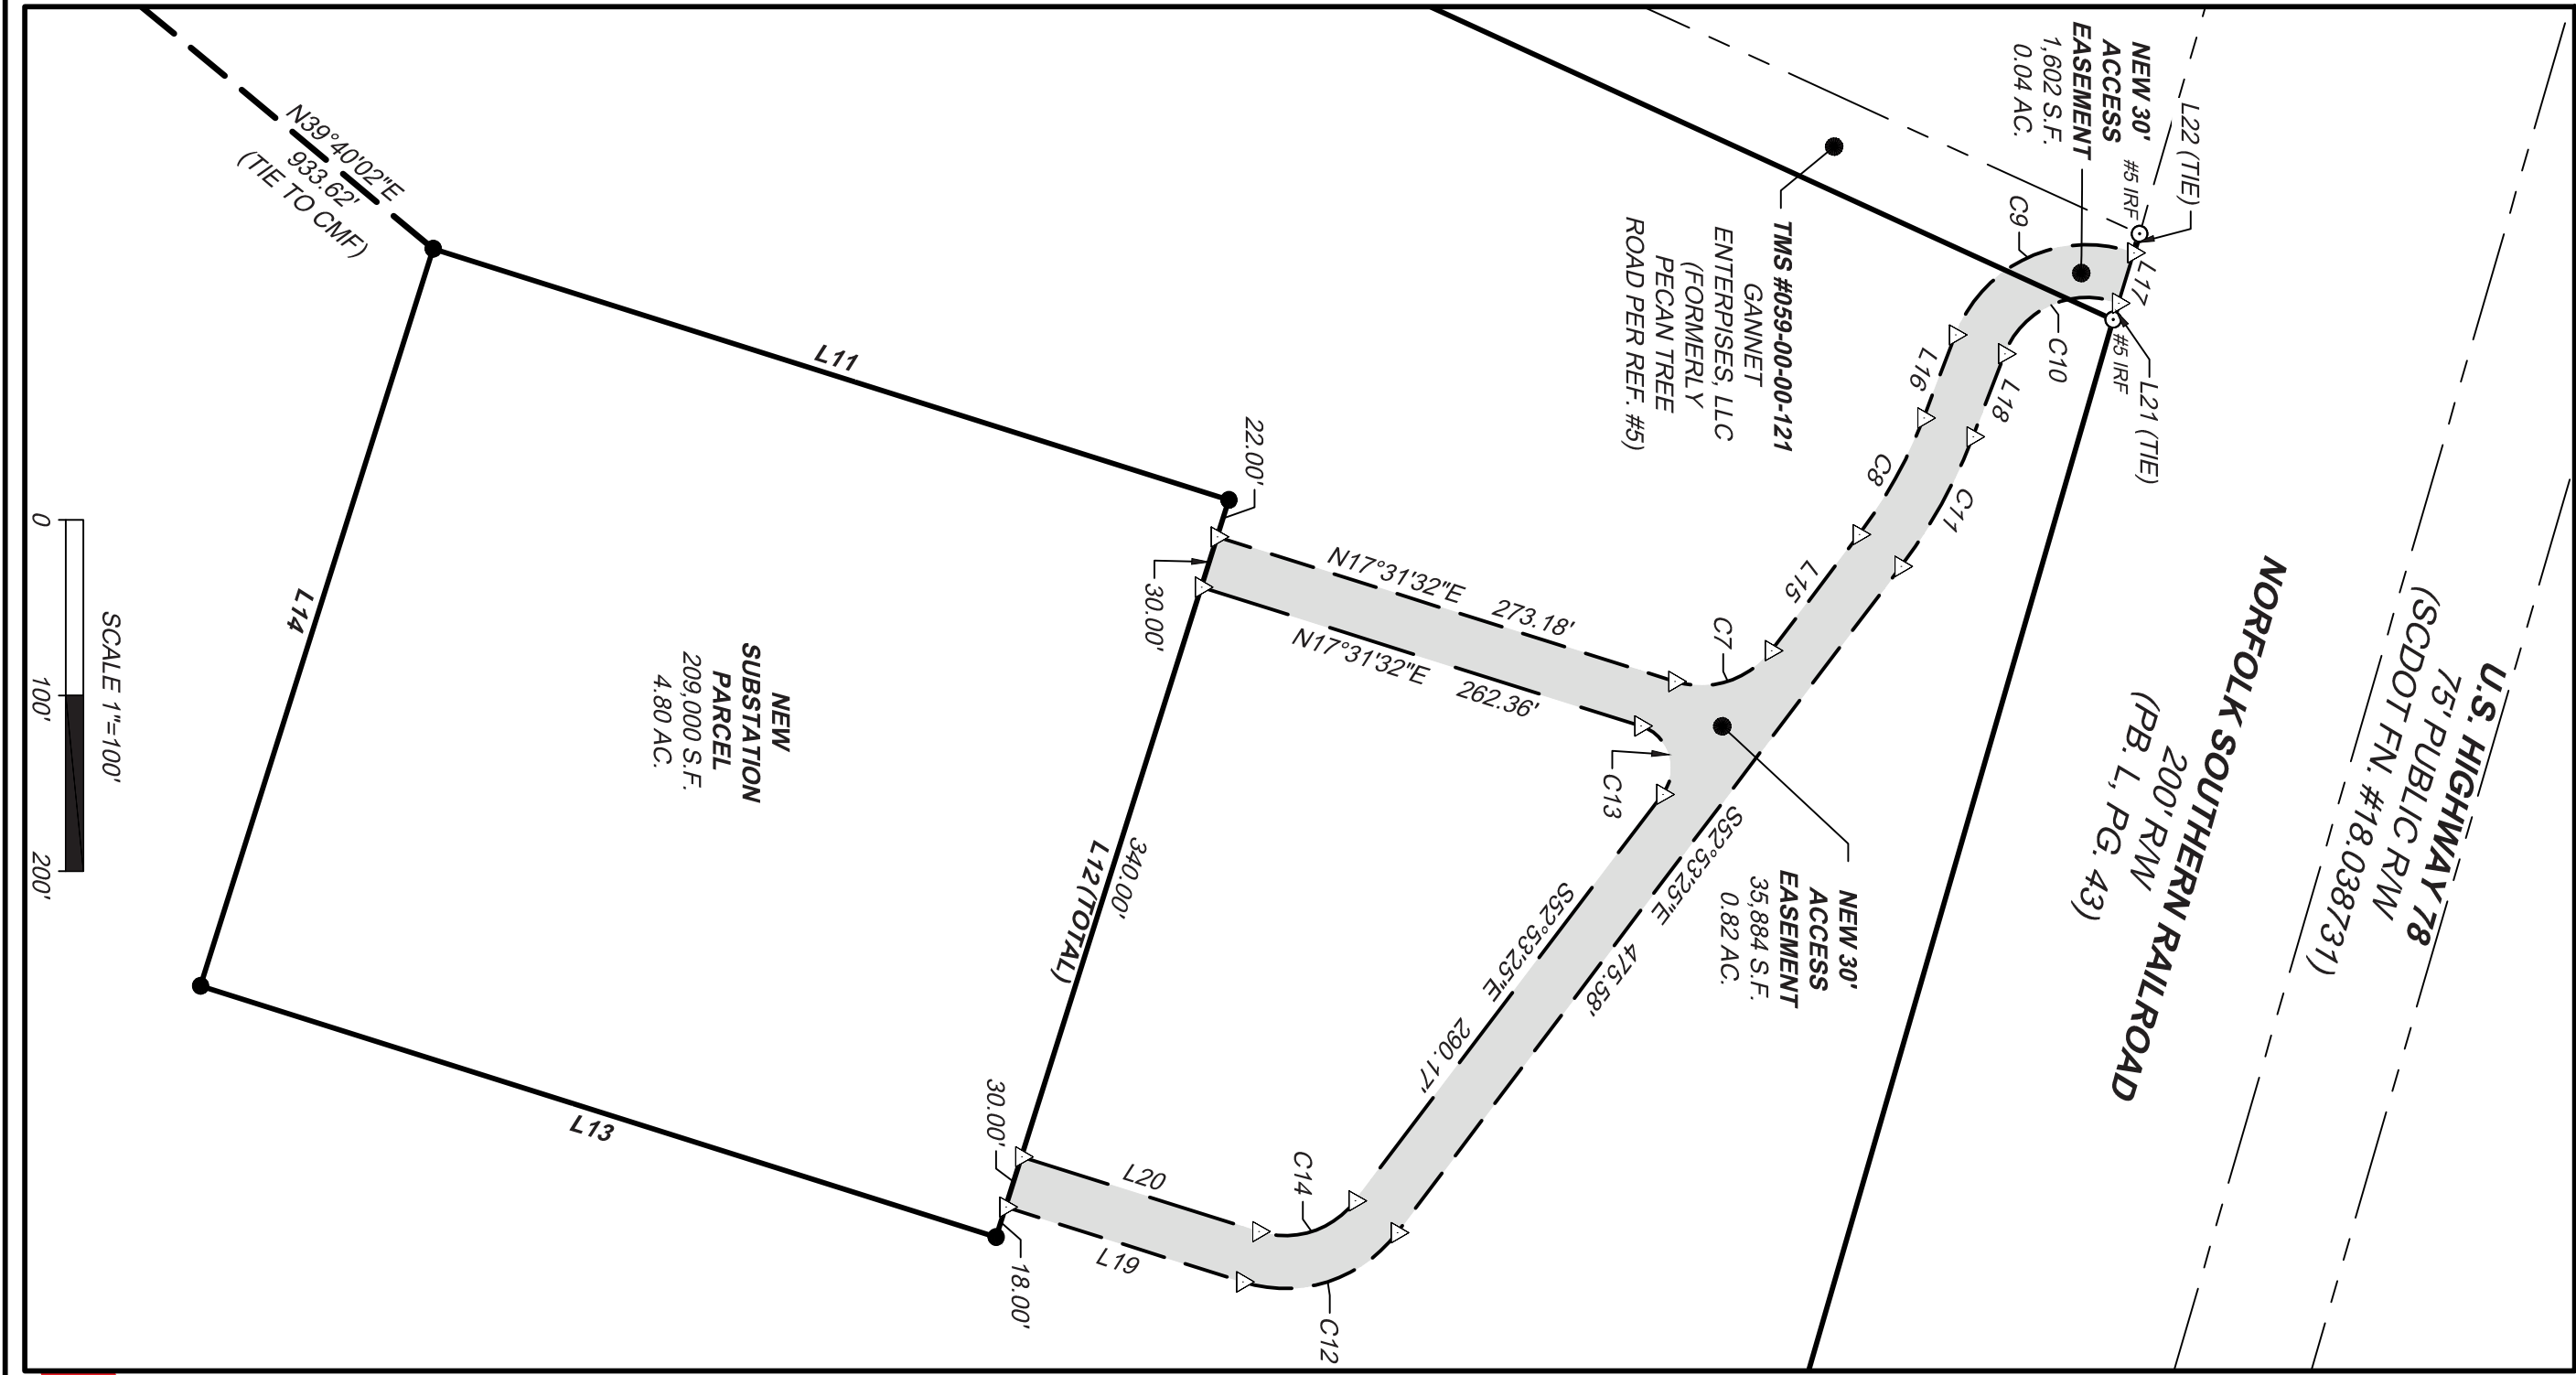 U.S. HIGHWAY 78
75' PUBLIC R/W
(SCDOT FN. #18.038731)
NORFOLK SOUTHERN RAILROAD
200' R/W
(PB. L, PG. 43)
L22 (TIE)
NEW 30'
ACCESS
EASEMENT
1,602 S.F.
0.04 AC.
#5 IRF
L17
#5 IRF
L21 (TIE)
C9
C10
L16
L18
C8
C11
L15
C7
TMS #059-00-00-121
GANNET
ENTERPISES, LLC
(FORMERLY
PECAN TREE
ROAD PER REF. #5)
NEW 30'
ACCESS
EASEMENT
35,884 S.F.
0.82 AC.
S52°53'25"E 475.58'
S52°53'25"E 290.17'
C13
N17°31'32"E 273.18'
N17°31'32"E 262.36'
22.00'
30.00'
340.00'
L12(TOTAL)
C14
C12
L20
L19
30.00'
18.00'
L11
L13
L14
NEW
SUBSTATION
PARCEL
209,000 S.F.
4.80 AC.
N39°40'02"E
933.62'
(TIE TO CMF)
SCALE 1"=100'
0 100' 200'